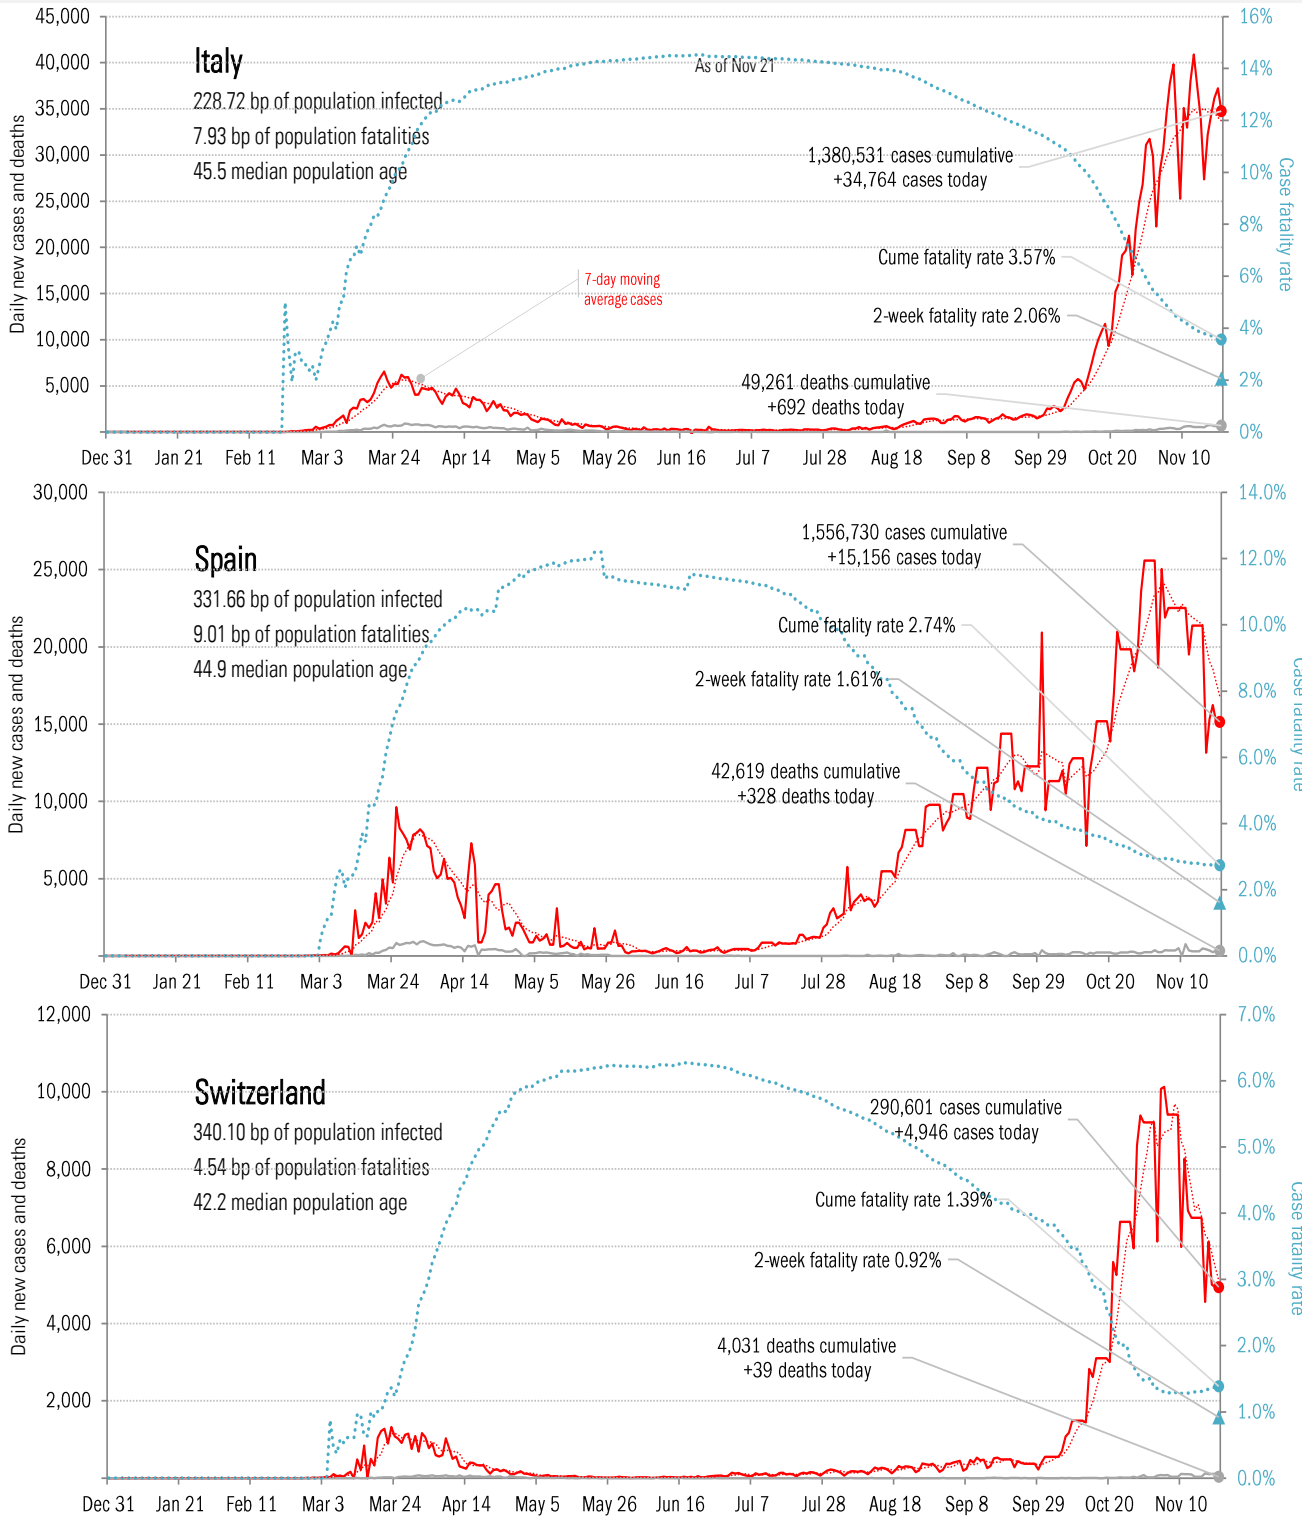 45,000
40,000
35,000
30,000
25,000
20,000
15,000
10,000
5,000
Daily new cases and deaths
Italy
228.72 bp of population infected
7.93 bp of population fatalities
45.5 median population age
As of Nov 21
1,380,531 cases cumulative
+34,764 cases today
Cume fatality rate 3.57%
7-day moving
average cases
2-week fatality rate 2.06%
49,261 deaths cumulative
+692 deaths today
16%
14%
12%
10%
8%
6%
4%
2%
0%
Case fatality rate
Dec 31 Jan 21 Feb 11 Mar 3 Mar 24 Apr 14 May 5 May 26 Jun 16 Jul 7 Jul 28 Aug 18 Sep 8 Sep 29 Oct 20 Nov 10
30,000
25,000
20,000
15,000
10,000
5,000
Daily new cases and deaths
Spain
331.66 bp of population infected
9.01 bp of population fatalities
44.9 median population age
1,556,730 cases cumulative
+15,156 cases today
Cume fatality rate 2.74%
2-week fatality rate 1.61%
42,619 deaths cumulative
+328 deaths today
14.0%
12.0%
10.0%
8.0%
6.0%
4.0%
2.0%
0.0%
Case fatality rate
Dec 31 Jan 21 Feb 11 Mar 3 Mar 24 Apr 14 May 5 May 26 Jun 16 Jul 7 Jul 28 Aug 18 Sep 8 Sep 29 Oct 20 Nov 10
12,000
10,000
8,000
6,000
4,000
2,000
Daily new cases and deaths
Switzerland
340.10 bp of population infected
4.54 bp of population fatalities
42.2 median population age
290,601 cases cumulative
+4,946 cases today
Cume fatality rate 1.39%
2-week fatality rate 0.92%
4,031 deaths cumulative
+39 deaths today
7.0%
6.0%
5.0%
4.0%
3.0%
2.0%
1.0%
0.0%
Case fatality rate
Dec 31 Jan 21 Feb 11 Mar 3 Mar 24 Apr 14 May 5 May 26 Jun 16 Jul 7 Jul 28 Aug 18 Sep 8 Sep 29 Oct 20 Nov 10